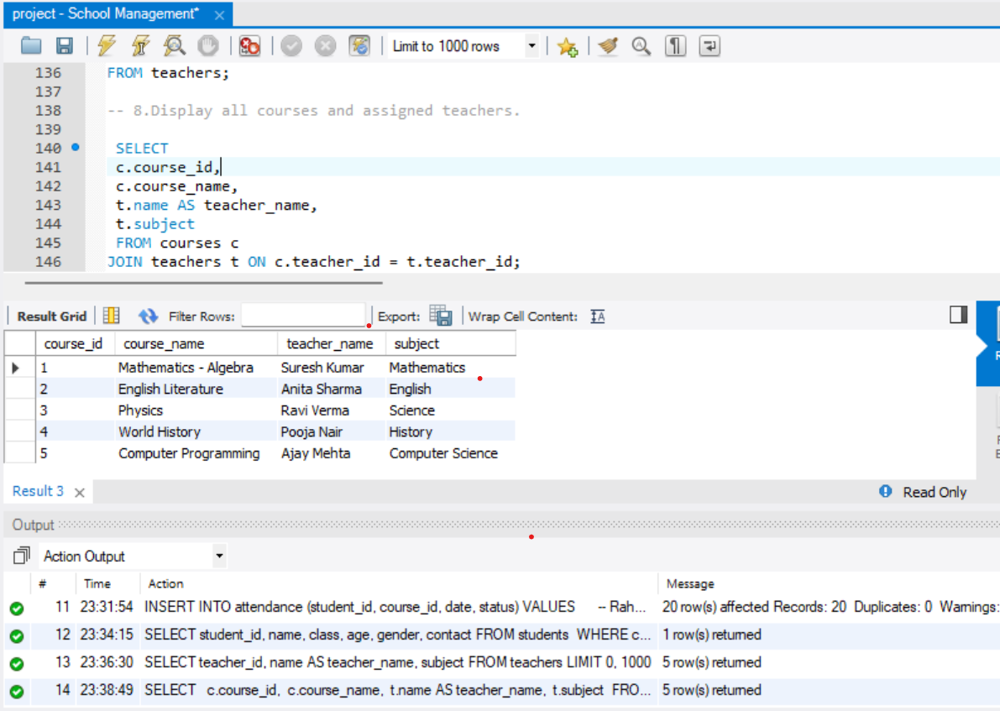 project - School Management*
Limit to 1000 rows
136 FROM teachers;
137
138 -- 8.Display all courses and assigned teachers.
139
140 SELECT
141 c.course_id,
142 c.course_name,
143 t.name AS teacher_name,
144 t.subject
145 FROM courses c
146 JOIN teachers t ON c.teacher_id = t.teacher_id;
Result Grid Filter Rows: Export: Wrap Cell Content:
course_id course_name teacher_name subject
1 Mathematics - Algebra Suresh Kumar Mathematics
2 English Literature Anita Sharma English
3 Physics Ravi Verma Science
4 World History Pooja Nair History
5 Computer Programming Ajay Mehta Computer Science
Result 3 Read Only
Output
Action Output
# Time Action Message
11 23:31:54 INSERT INTO attendance (student_id, course_id, date, status) VALUES -- Rah... 20 row(s) affected Records: 20 Duplicates: 0 Warnings:
12 23:34:15 SELECT student_id, name, class, age, gender, contact FROM students WHERE c... 1 row(s) returned
13 23:36:30 SELECT teacher_id, name AS teacher_name, subject FROM teachers LIMIT 0, 1000 5 row(s) returned
14 23:38:49 SELECT c.course_id, c.course_name, t.name AS teacher_name, t.subject FRO... 5 row(s) returned